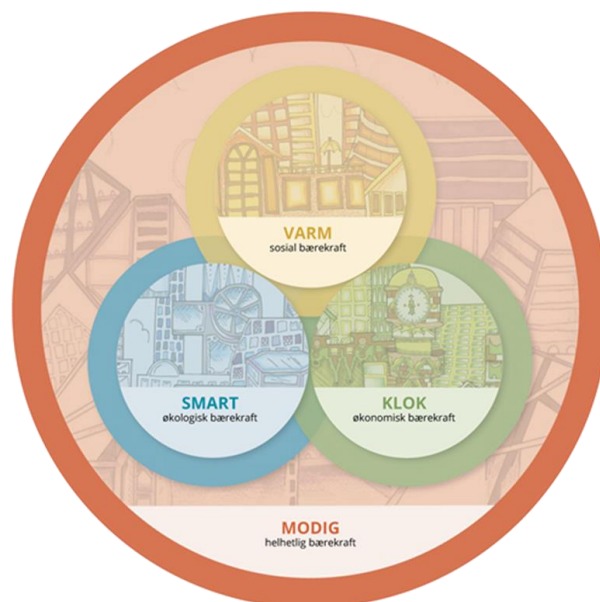 VARM
sosial bærekraft
SMART
økologisk bærekraft
KLOK
økonomisk bærekraft
MODIG
helhetlig bærekraft